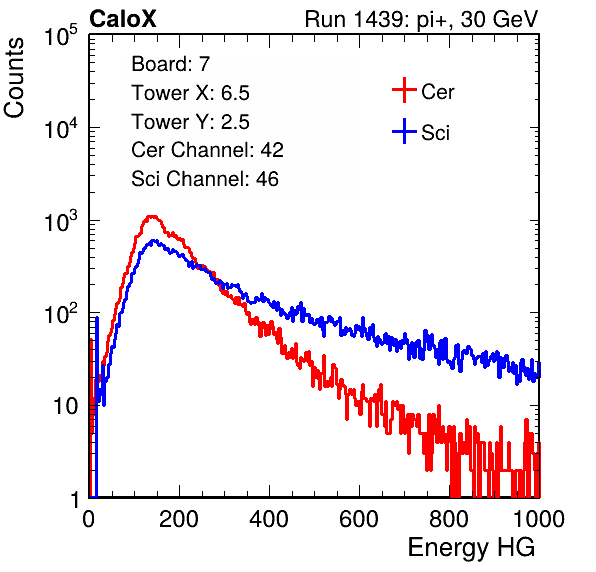 CaloX Run 1439: pi+, 30 GeV
Counts
10^5
10^4
10^3
10^2
10
1
Board: 7
Tower X: 6.5
Tower Y: 2.5
Cer Channel: 42
Sci Channel: 46
Cer
Sci
0 200 400 600 800 1000
Energy HG